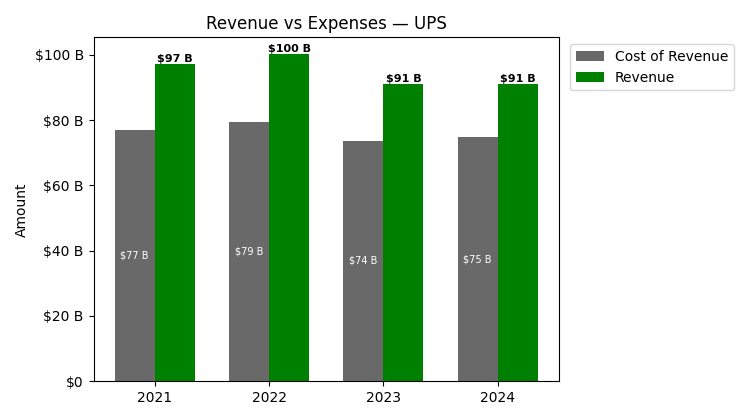 Revenue vs Expenses — UPS
Cost of Revenue
Revenue
Amount
$100 B
$80 B
$60 B
$40 B
$20 B
$0
$97 B
$100 B
$91 B
$91 B
$77 B
$79 B
$74 B
$75 B
2021
2022
2023
2024